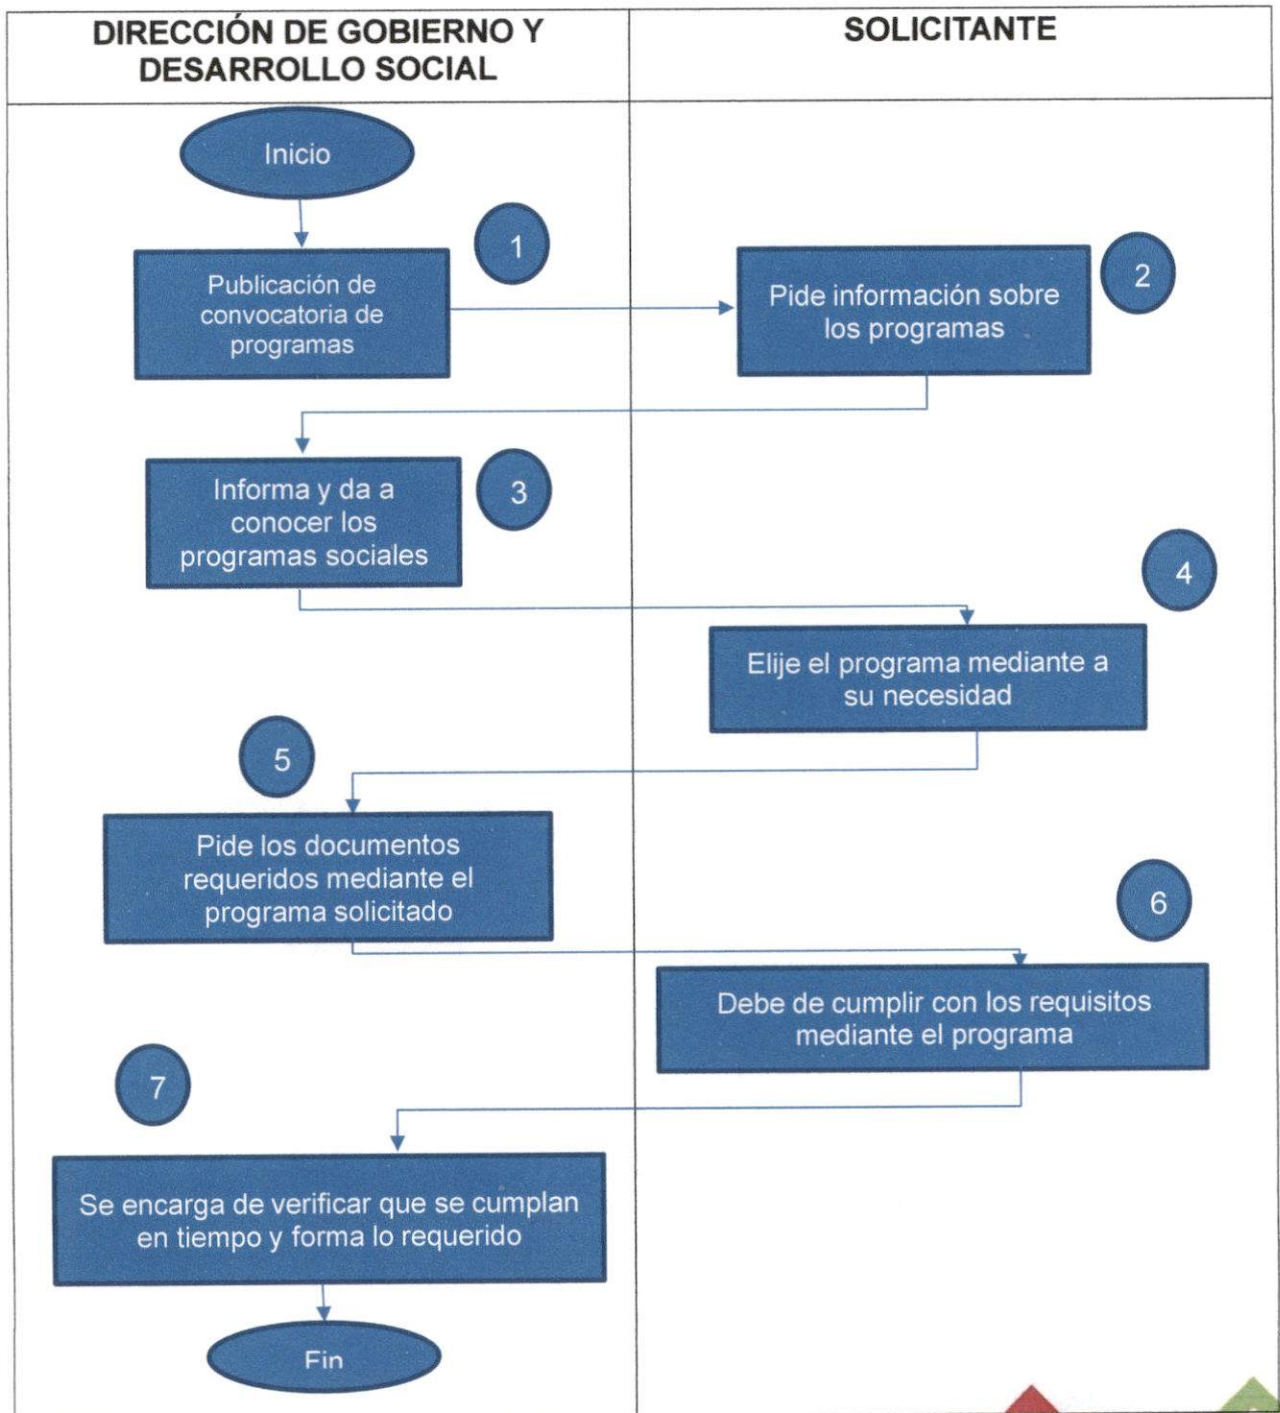 DIRECCIÓN DE GOBIERNO Y
DESARROLLO SOCIAL
SOLICITANTE
Inicio
1
Publicación de
convocatoria de
programas
2
Pide información sobre
los programas
3
Informa y da a
conocer los
programas sociales
4
Elije el programa mediante a
su necesidad
5
Pide los documentos
requeridos mediante el
programa solicitado
6
Debe de cumplir con los requisitos
mediante el programa
7
Se encarga de verificar que se cumplan
en tiempo y forma lo requerido
Fin